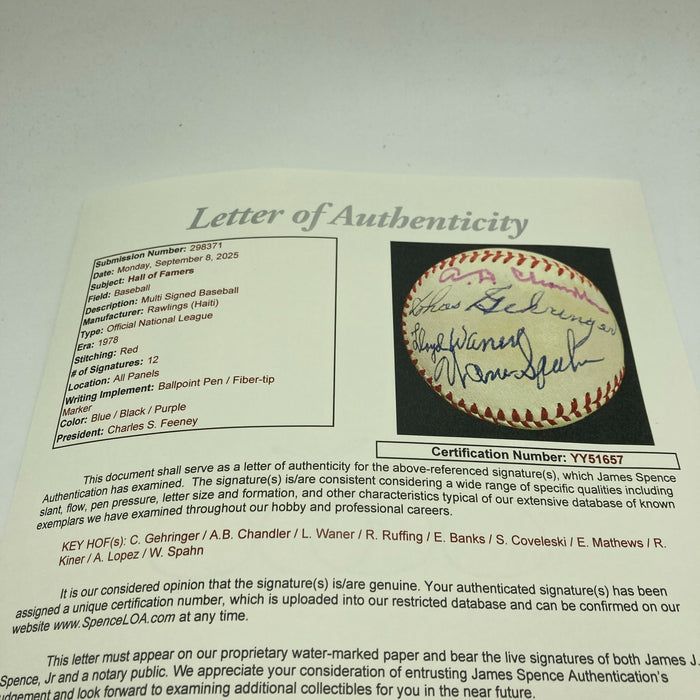 Letter of Authenticity
Submission Number: 298371
Date: Monday, September 8, 2025
Subject: Hall of Famers
Field: Baseball
Description: Multi Signed Baseball
Manufacturer: Rawlings (Haiti)
Type: Official National League
Era: 1978
Stitching: Red
# of Signatures: 12
Location: All Panels
Writing Implement: Ballpoint Pen / Fiber-tip
Marker
Color: Blue / Black / Purple
President: Charles S. Feeney
A. B. Chandler
Chas Gehringer
Lloyd Waner
Warren Spahn
Certification Number: YY51657
This document shall serve as a letter of authenticity for the above-referenced signature(s), which James Spence
Authentication has examined. The signature(s) is/are consistent considering a wide range of specific qualities including
slant, flow, pen pressure, letter size and formation, and other characteristics typical of our extensive database of known
exemplars we have examined throughout our hobby and professional careers.
KEY HOF(s): C. Gehringer / A.B. Chandler / L. Waner / R. Ruffing / E. Banks / S. Coveleski / E. Mathews / R.
Kiner / A. Lopez / W. Spahn
It is our considered opinion that the signature(s) is/are genuine. Your authenticated signature(s) has been
assigned a unique certification number, which is uploaded into our restricted database and can be confirmed on our
website www.SpenceLOA.com at any time.
This letter must appear on our proprietary water-marked paper and bear the live signatures of both James J.
Spence, Jr and a notary public. We appreciate your consideration of entrusting James Spence Authentication's
judgement and look forward to examining additional collectibles for you in the near future.